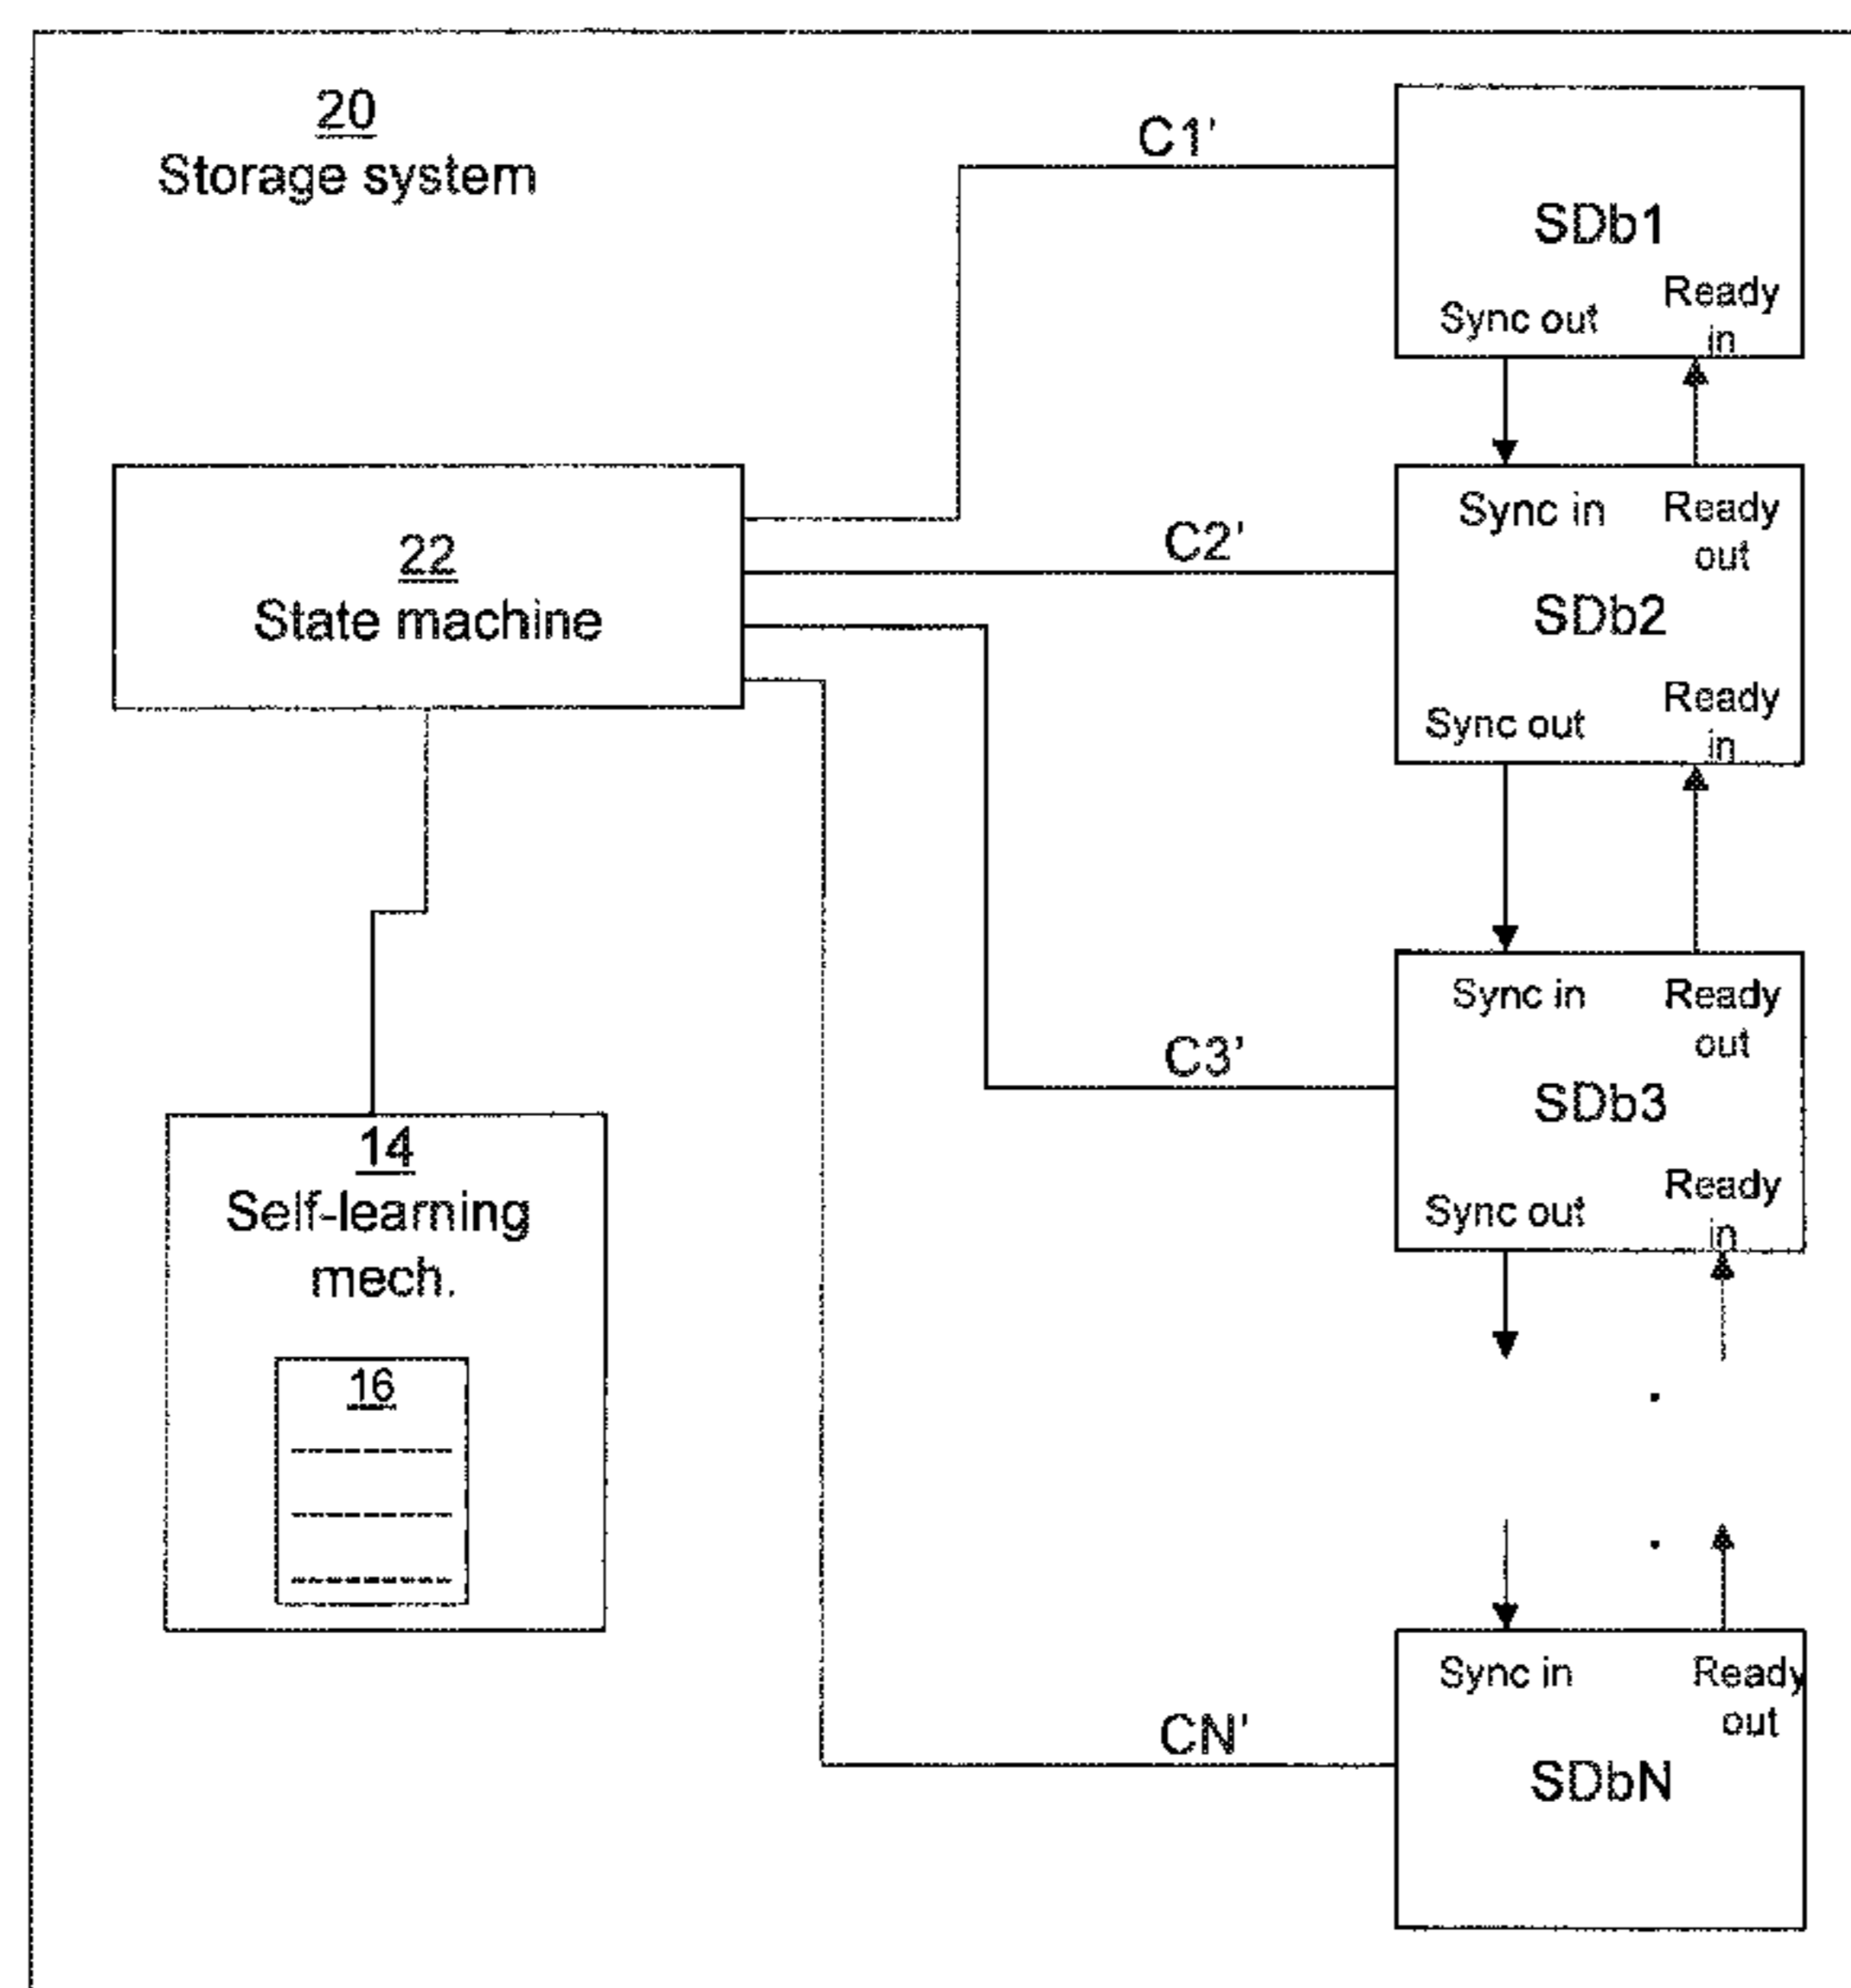 20
Storage system
C1'
SDb1
Sync out
Ready
in
22
State machine
C2'
Sync in
Ready
out
SDb2
Sync out
Ready
in
C3'
Sync in
Ready
out
SDb3
Sync out
Ready
in
14
Self-learning
mech.
16
CN'
Sync in
Ready
out
SDbN